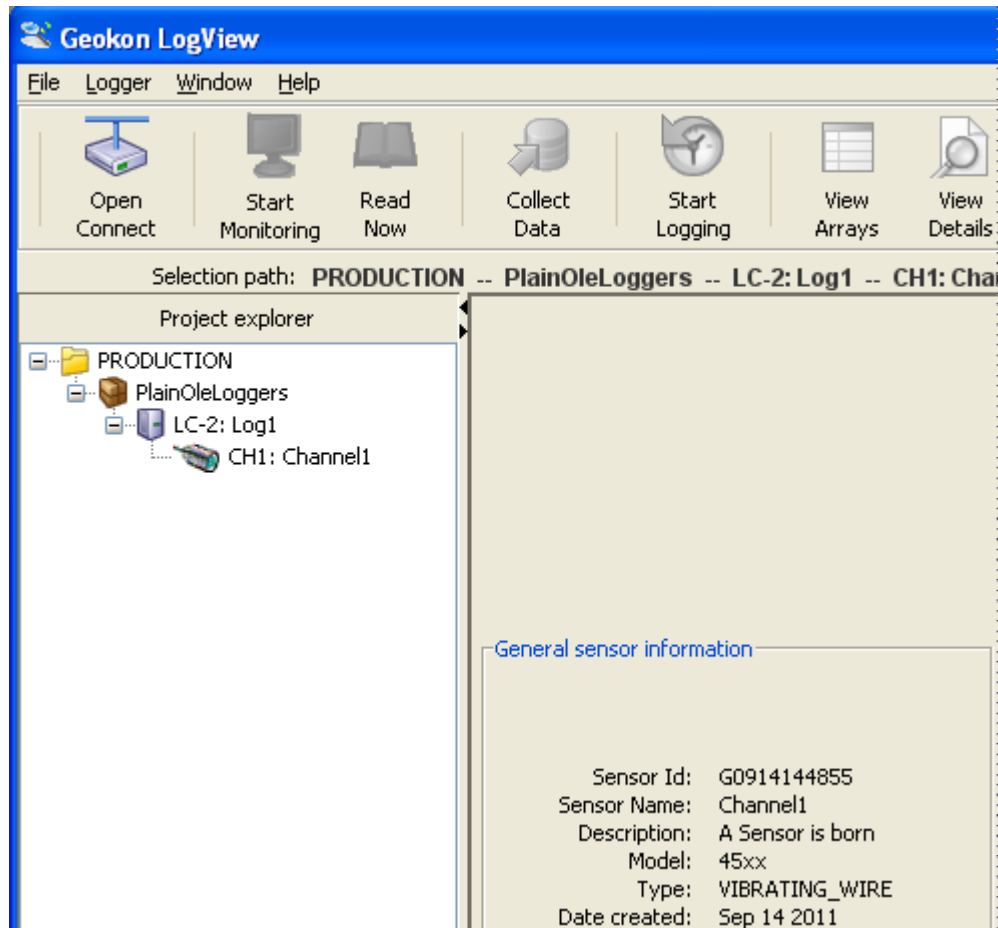 Geokon LogView
File Logger Window Help
Open Connect
Start Monitoring
Read Now
Collect Data
Start Logging
View Arrays
View Details
Selection path: PRODUCTION -- PlainOleLoggers -- LC-2: Log1 -- CH1:
Project explorer
PRODUCTION
PlainOleLoggers
LC-2: Log1
CH1: Channel1
General sensor information
Sensor Id: G0914144855
Sensor Name: Channel1
Description: A Sensor is born
Model: 45xx
Type: VIBRATING_WIRE
Date created: Sep 14 2011